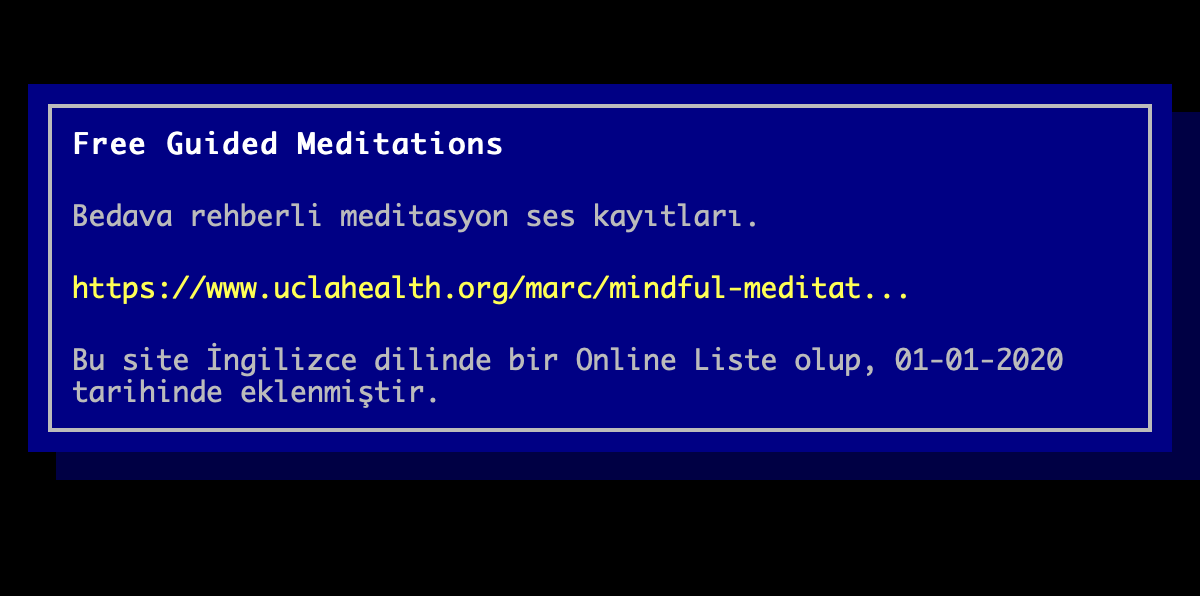 Free Guided Meditations
Bedava rehberli meditasyon ses kayıtları.
https://www.uclahealth.org/marc/mindful-meditat...
Bu site İngilizce dilinde bir Online Liste olup, 01-01-2020
tarihinde eklenmiştir.